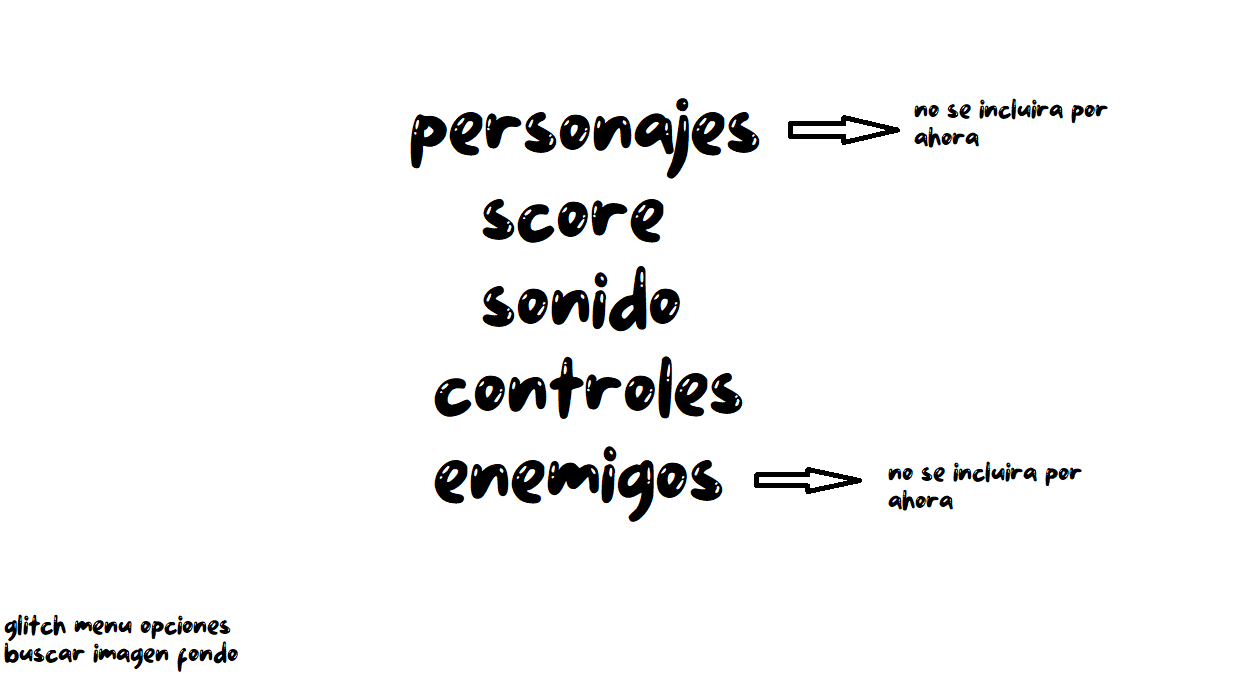 personajes
no se incluira por
ahora
score
sonido
controles
enemigos
no se incluira por
ahora
glitch menu opciones
buscar imagen fondo